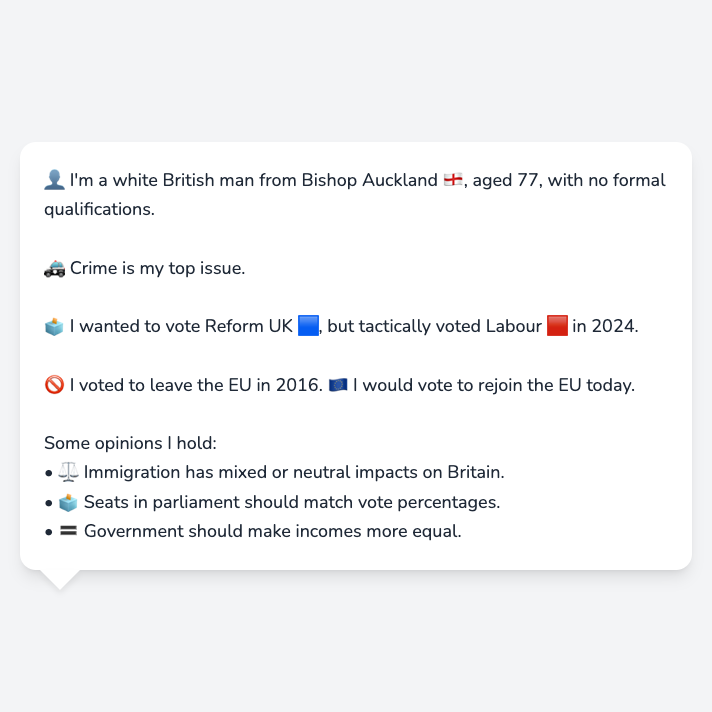 👤 I'm a white British man from Bishop Auckland 🏴󠁧󠁢󠁥󠁮󠁧󠁿, aged 77, with no formal
qualifications.
🚓 Crime is my top issue.
🗳️ I wanted to vote Reform UK 🟦, but tactically voted Labour 🟥 in 2024.
🚫 I voted to leave the EU in 2016. 🇪🇺 I would vote to rejoin the EU today.
Some opinions I hold:
• ⚖️ Immigration has mixed or neutral impacts on Britain.
• 🗳️ Seats in parliament should match vote percentages.
• 🟰 Government should make incomes more equal.